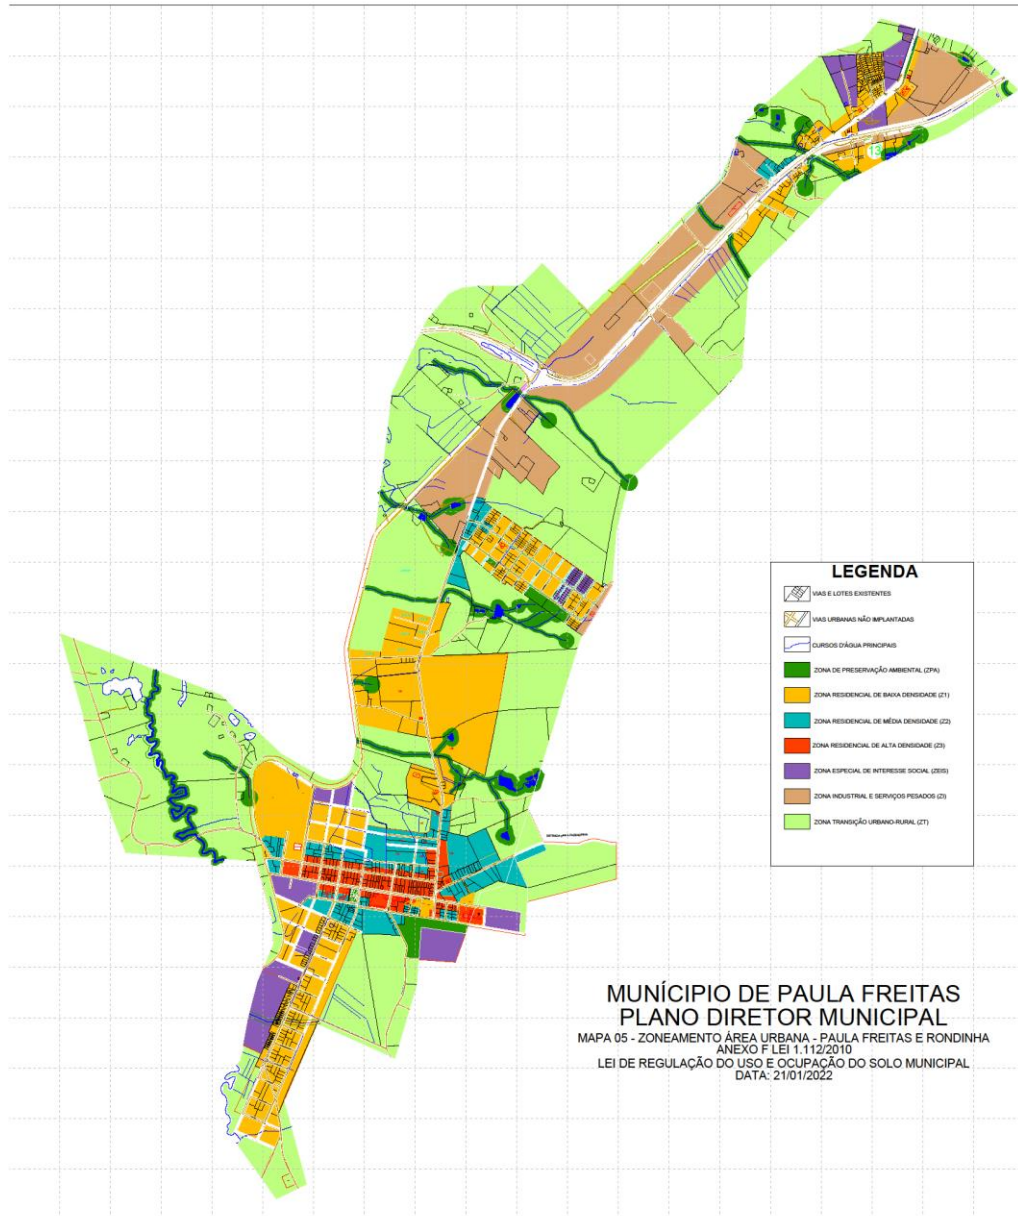 13
LEGENDA
VIAS E LOTES EXISTENTES
VIAS URBANAS NÃO IMPLANTADAS
CURSOS D'ÁGUA PRINCIPAIS
ZONA DE PRESERVAÇÃO AMBIENTAL (ZPA)
ZONA RESIDENCIAL DE BAIXA DENSIDADE (Z1)
ZONA RESIDENCIAL DE MÉDIA DENSIDADE (Z2)
ZONA RESIDENCIAL DE ALTA DENSIDADE (Z3)
ZONA ESPECIAL DE INTERESSE SOCIAL (ZEIS)
ZONA INDUSTRIAL E SERVIÇOS PESADOS (ZI)
ZONA TRANSIÇÃO URBANO-RURAL (ZT)
MUNÍCIPIO DE PAULA FREITAS
PLANO DIRETOR MUNICIPAL
MAPA 05 - ZONEAMENTO ÁREA URBANA - PAULA FREITAS E RONDINHA
ANEXO F LEI 1.112/2010
LEI DE REGULAÇÃO DO USO E OCUPAÇÃO DO SOLO MUNICIPAL
DATA: 21/01/2022